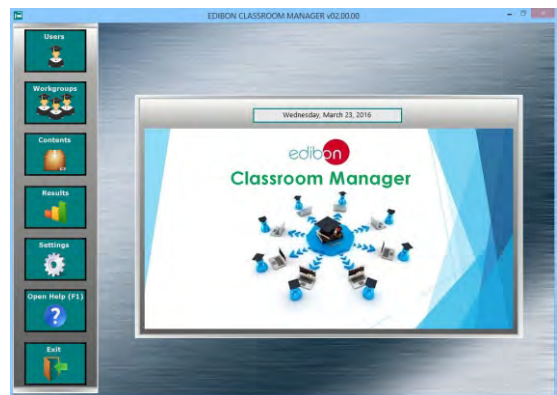 EDIBON CLASSROOM MANAGER v02.00.00
Users
Workgroups
Contents
Results
Settings
Open Help (F1)
Exit
Wednesday, March 23, 2016
edibon
Classroom Manager